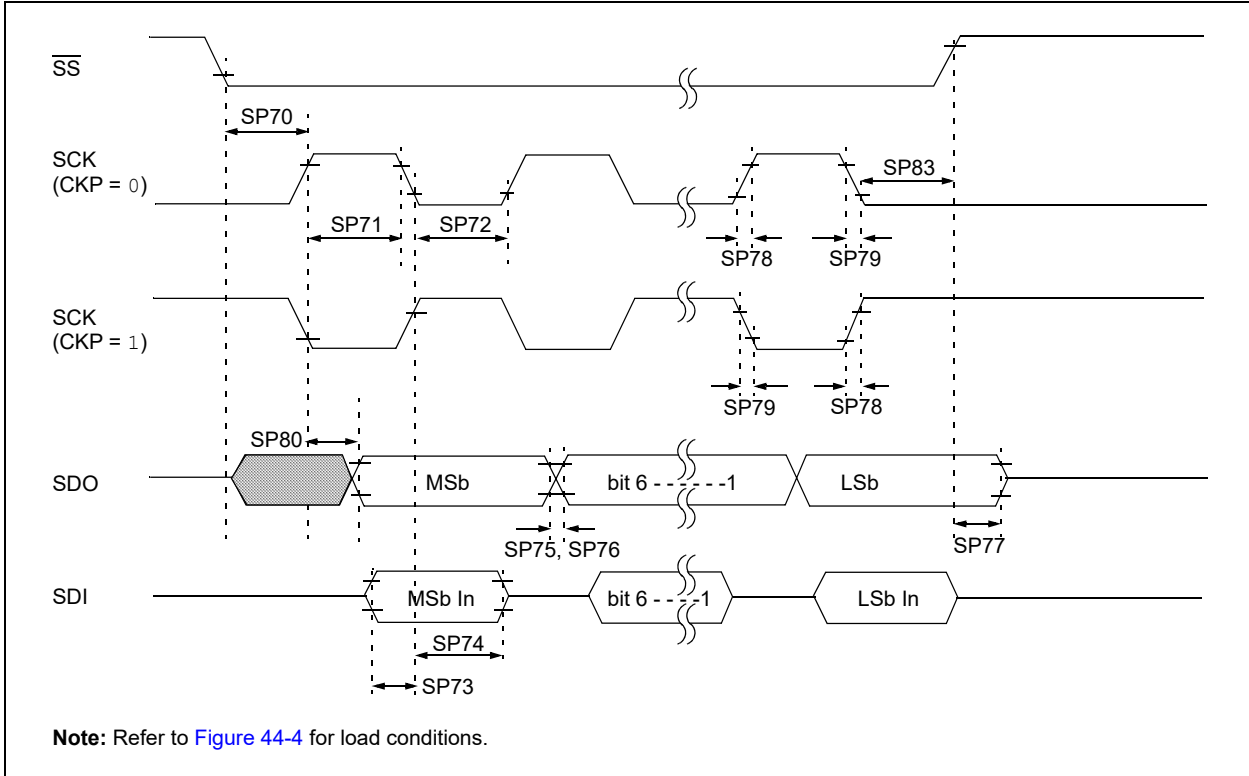 SS
SP70
SCK
(CKP = 0)
SP83
SP71
SP72
SP78
SP79
SCK
(CKP = 1)
SP79
SP78
SP80
SDO
MSb
bit 6 - - - - - -1
LSb
SP75, SP76
SP77
SDI
MSb In
bit 6 - - - -1
LSb In
SP74
SP73
Note: Refer to Figure 44-4 for load conditions.